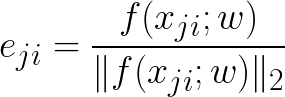 e_{ji} = \frac{f(x_{ji}; w)}{\|f(x_{ji}; w)\|_2}